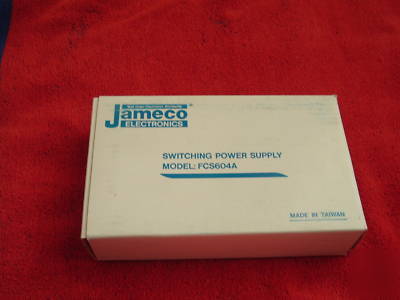 Jameco®
ELECTRONICS
SWITCHING POWER SUPPLY
MODEL: FCS604A
MADE IN TAIWAN